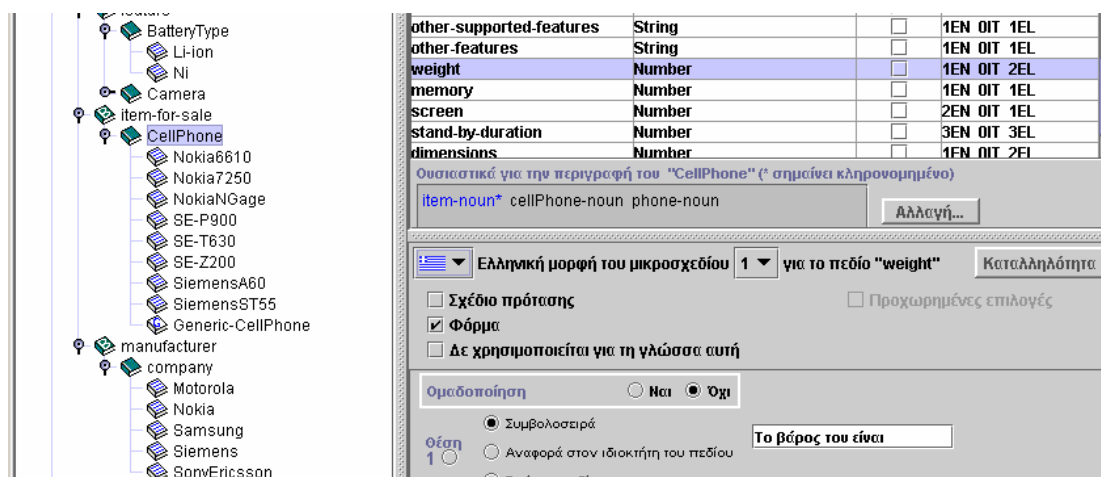 feature
BatteryType
Li-ion
Ni
Camera
item-for-sale
CellPhone
Nokia6610
Nokia7250
NokiaNGage
SE-P900
SE-T630
SE-Z200
SiemensA60
SiemensST55
Generic-CellPhone
manufacturer
company
Motorola
Nokia
Samsung
Siemens
SonyEricsson
other-supported-features String 1EN 0IT 1EL
other-features String 1EN 0IT 1EL
weight Number 1EN 0IT 2EL
memory Number 1EN 0IT 1EL
screen Number 2EN 0IT 1EL
stand-by-duration Number 3EN 0IT 3EL
dimensions Number 1EN 0IT 2EL
Ουσιαστικά για την περιγραφή του "CellPhone" (* σημαίνει κληρονομημένο)
item-noun* cellPhone-noun phone-noun
Αλλαγή...
Ελληνική μορφή του μικροσχεδίου 1 για το πεδίο "weight" Καταλληλότητα
Σχέδιο πρότασης Προχωρημένες επιλογές
Φόρμα
Δε χρησιμοποιείται για τη γλώσσα αυτή
Ομαδοποίηση Ναι Όχι
Θέση 1
Συμβολοσειρά
Αναφορά στον ιδιοκτήτη του πεδίου
Το βάρος του είναι